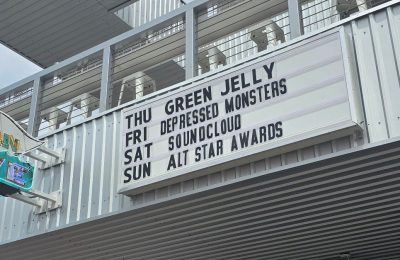 THU GREEN JELLY
FRI DEPRESSED MONSTERS
SAT SOUNDCLOUD
SUN ALT STAR AWARDS